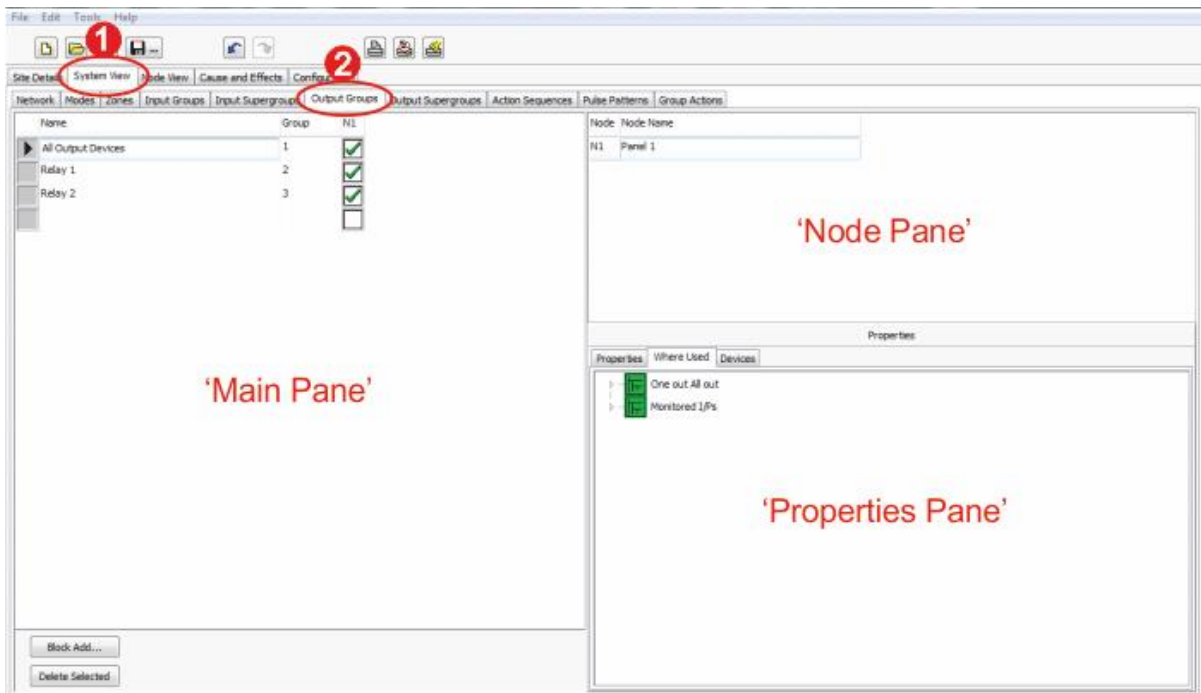 File Edit Tools Help
1
2
Site Details System View Node View Cause and Effects
Network Modes Zones Input Groups Input Supergroups Output Groups Output Supergroups Action Sequences Pulse Patterns Group Actions
Name Group N1
All Output Devices 1
Relay 1 2
Relay 2 3
Node Node Name
N1 Panel 1
‘Node Pane’
Properties
Properties Where Used Devices
One out All out
Monitored I/Ps
‘Main Pane’
‘Properties Pane’
Block Add...
Delete Selected